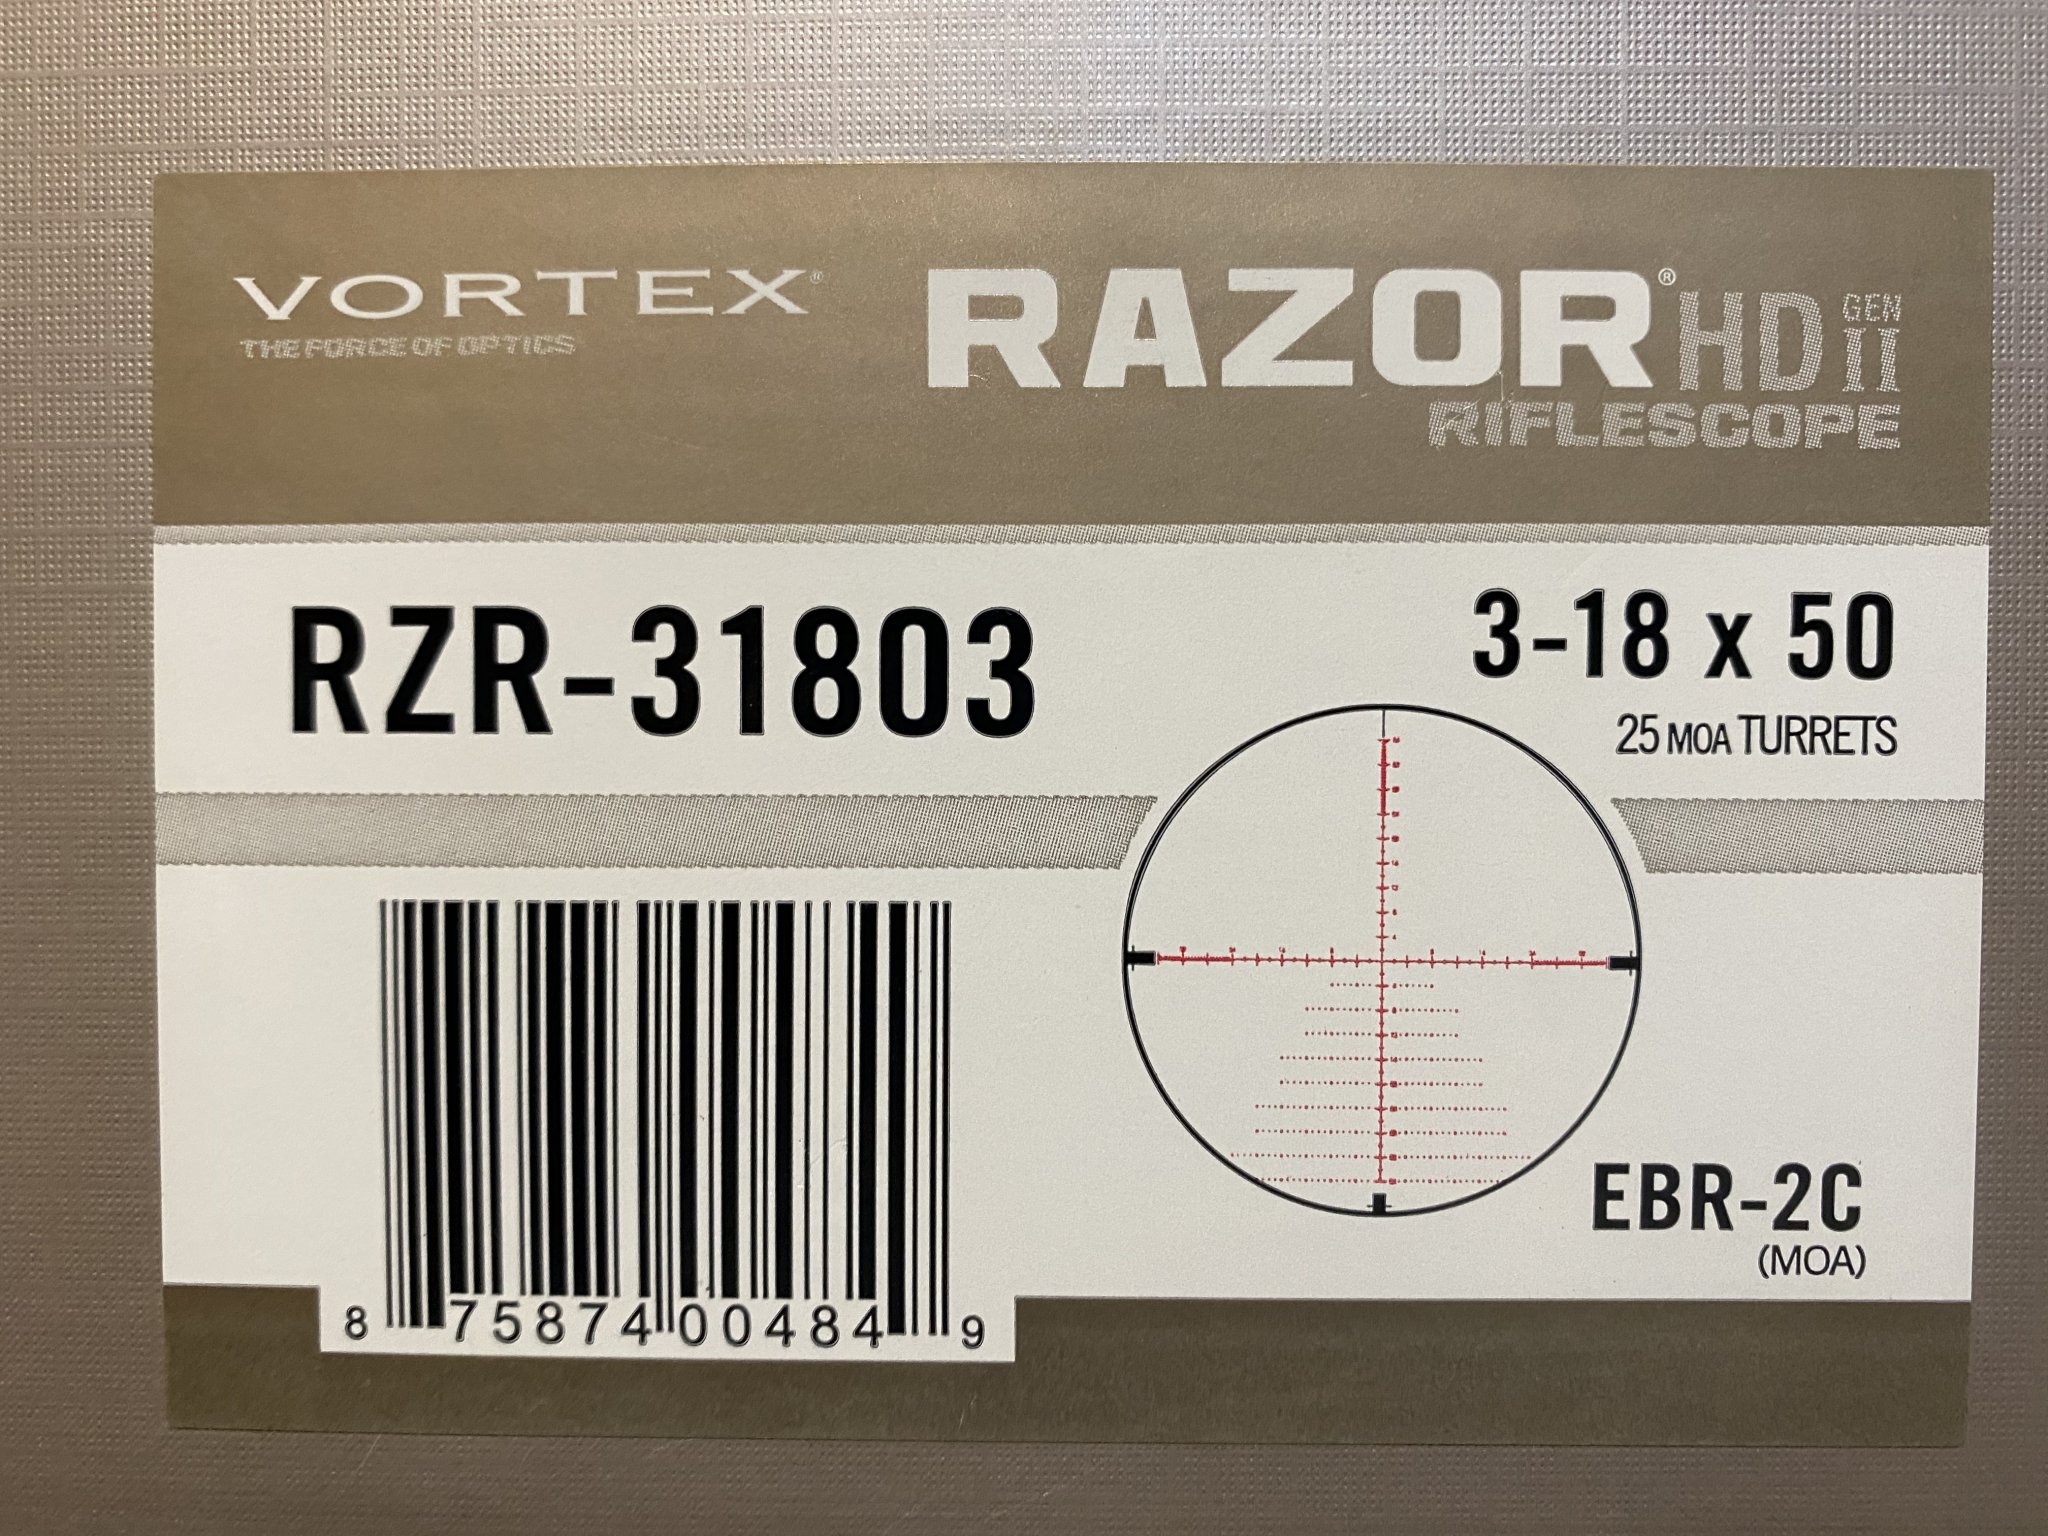 VORTEX®
THE FORCE OF OPTICS
RAZOR® HD GEN II
RIFLESCOPE
RZR-31803
3-18 x 50
25 MOA TURRETS
EBR-2C
(MOA)
8 75874 00484 9